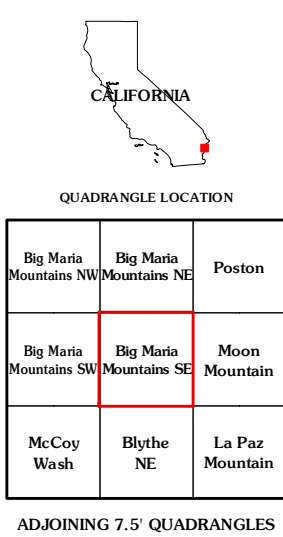 CALIFORNIA
QUADRANGLE LOCATION
Big Maria
Mountains NW
Big Maria
Mountains NE
Poston
Big Maria
Mountains SW
Big Maria
Mountains SE
Moon
Mountain
McCoy
Wash
Blythe
NE
La Paz
Mountain
ADJOINING 7.5' QUADRANGLES